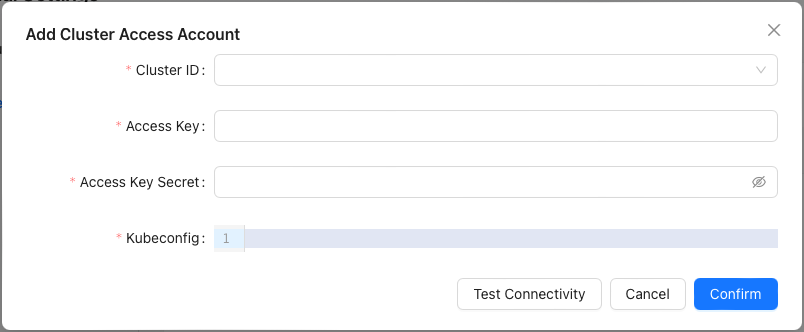 Add Cluster Access Account
* Cluster ID:
* Access Key:
* Access Key Secret:
* Kubeconfig:
1
Test Connectivity
Cancel
Confirm